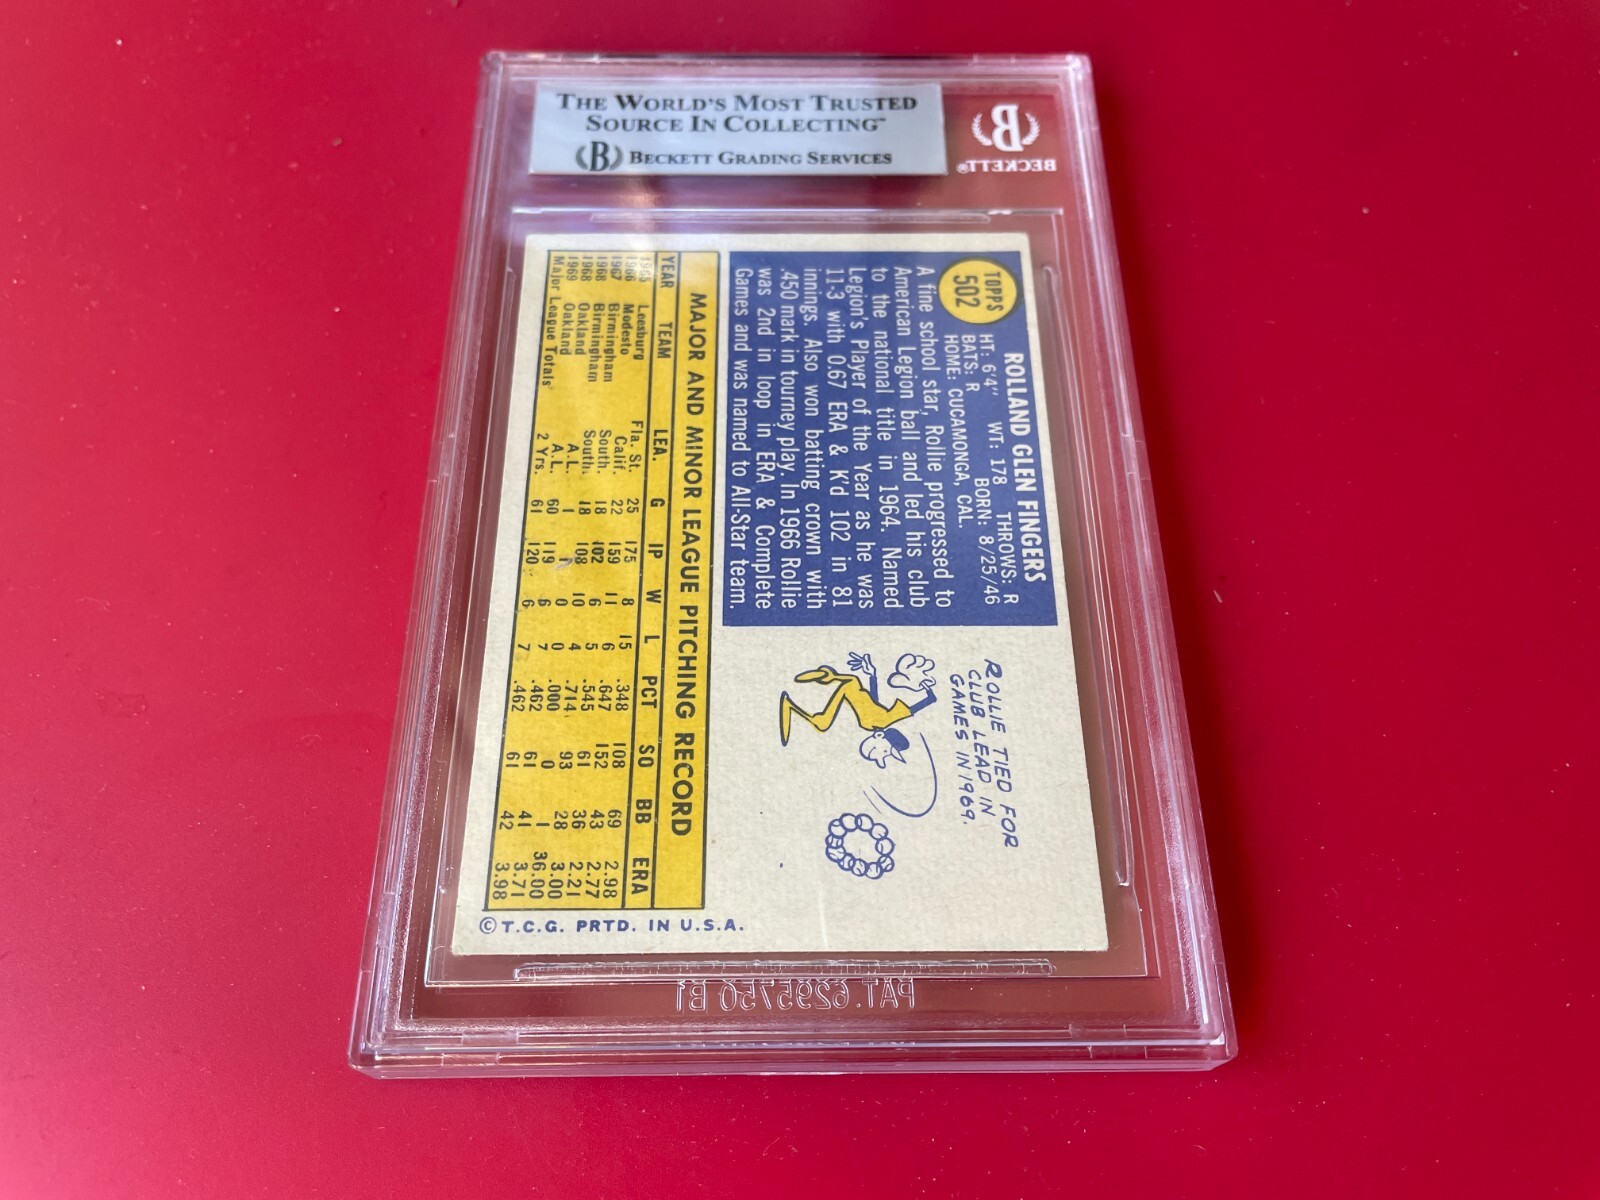 THE WORLD'S MOST TRUSTED
SOURCE IN COLLECTING™
B BECKETT GRADING SERVICES
B
BECKETT®
TOPPS
502
ROLLAND GLEN FINGERS
HT: 6'4" WT: 178 THROWS: R
BATS: R BORN: 8/25/46
HOME: CUCAMONGA, CAL.
A fine school star, Rollie progressed to
American Legion ball and led his club
to the national title in 1964. Named
Legion's Player of the Year as he was
11-3 with 0.67 ERA & K'd 102 in 81
innings. Also won batting crown with
.450 mark in tourney play. In 1966 Rollie
was 2nd in loop in ERA & Complete
Games and was named to All-Star team.
ROLLIE TIED FOR
CLUB LEAD IN
GAMES IN 1969.
MAJOR AND MINOR LEAGUE PITCHING RECORD
YEAR TEAM LEA. G IP W L PCT SO BB ERA
1965 Leesburg Fla. St. 25 175 8 15 .348 108 69 2.98
1966 Modesto Calif. 22 159 11 6 .647 152 43 2.77
1967 Birmingham South. 18 102 6 5 .545 61 36 2.21
1968 Birmingham South. 18 108 10 4 .714 93 28 3.00
1968 Oakland A.L. 1 1 0 0 .000 0 1 36.00
1969 Oakland A.L. 60 119 6 7 .462 61 41 3.71
Major League Totals 2 Yrs. 61 120 6 7 .462 61 42 3.98
© T.C.G. PRTD. IN U.S.A.
PAT. 6295750 B1